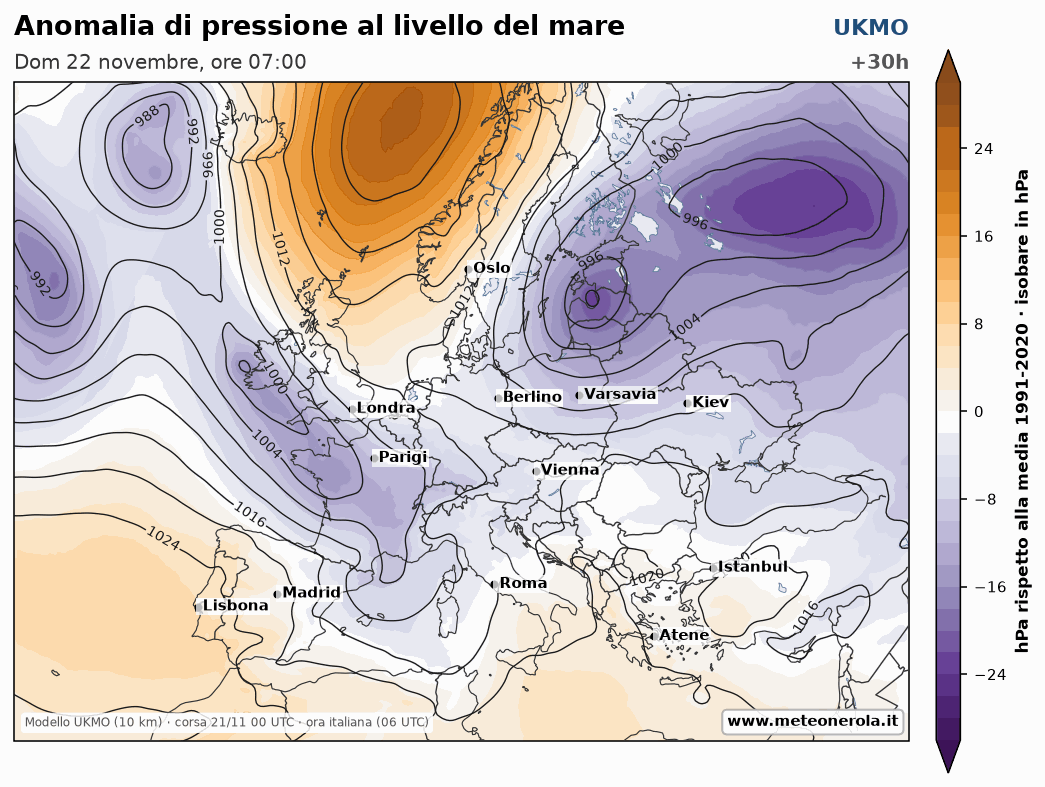 Anomalia di pressione al livello del mare
UKMO
Dom 22 novembre, ore 07:00
+30h
988
992
996
1000
1012
992
1000
996
996
1004
1000
1004
1016
1024
1020
1016
Oslo
Berlino
Varsavia
Kiev
Londra
Parigi
Vienna
Roma
Istanbul
Madrid
Lisbona
Atene
24
16
8
0
−8
−16
−24
hPa rispetto alla media 1991-2020 · isobare in hPa
Modello UKMO (10 km) · corsa 21/11 00 UTC · ora italiana (06 UTC)
www.meteonerola.it